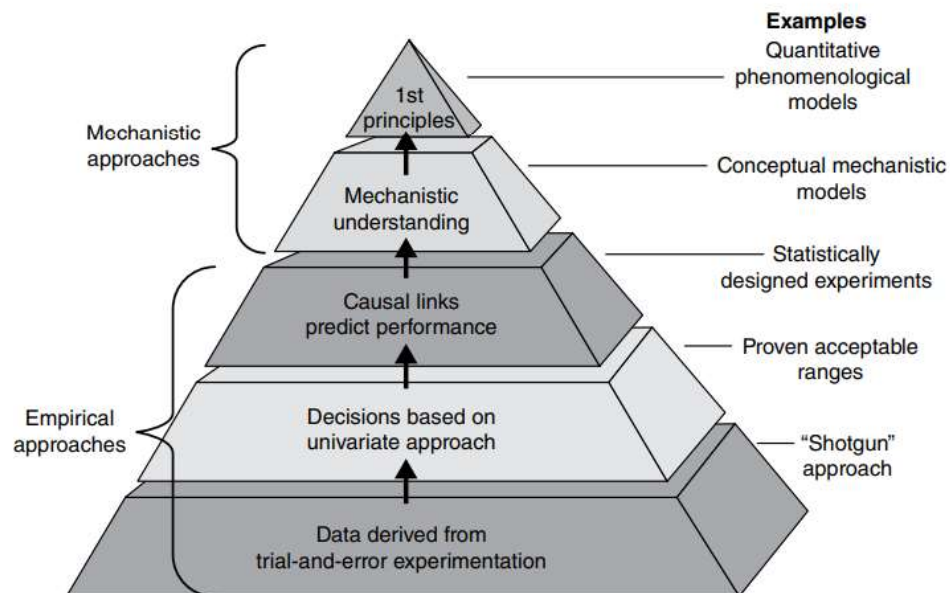 Examples
Quantitative
phenomenological
models
1st
principles
Mechanistic
approaches
Conceptual mechanistic
models
Mechanistic
understanding
Statistically
designed experiments
Causal links
predict performance
Proven acceptable
ranges
Empirical
approaches
Decisions based on
univariate approach
“Shotgun”
approach
Data derived from
trial-and-error experimentation